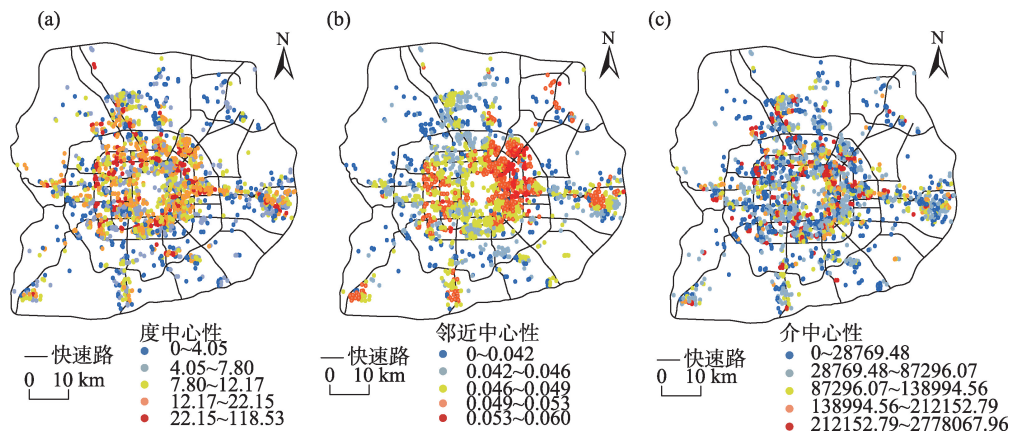 (a)
N
度中心性
0~4.05
4.05~7.80
7.80~12.17
12.17~22.15
22.15~118.53
快速路
0 10 km
(b)
N
邻近中心性
0~0.042
0.042~0.046
0.046~0.049
0.049~0.053
0.053~0.060
快速路
0 10 km
(c)
N
介中心性
0~28769.48
28769.48~87296.07
87296.07~138994.56
138994.56~212152.79
212152.79~2778067.96
快速路
0 10 km